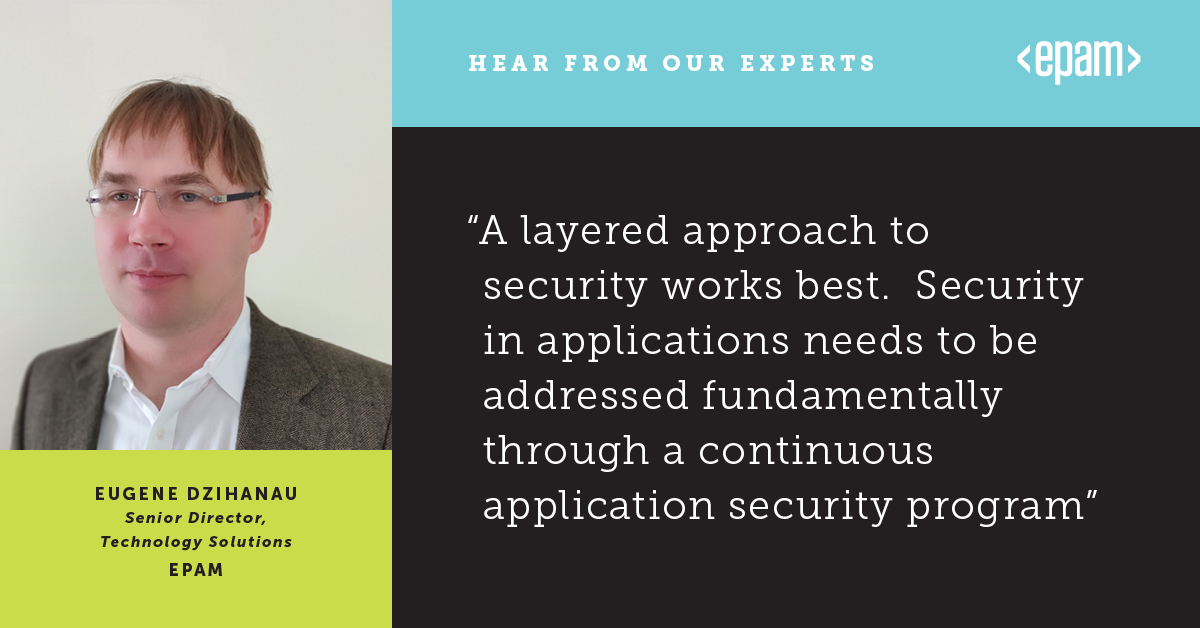 HEAR FROM OUR EXPERTS
<epam>
“A layered approach to
security works best.  Security
in applications needs to be
addressed fundamentally
through a continuous
application security program”
EUGENE DZIHANAU
Senior Director,
Technology Solutions
EPAM